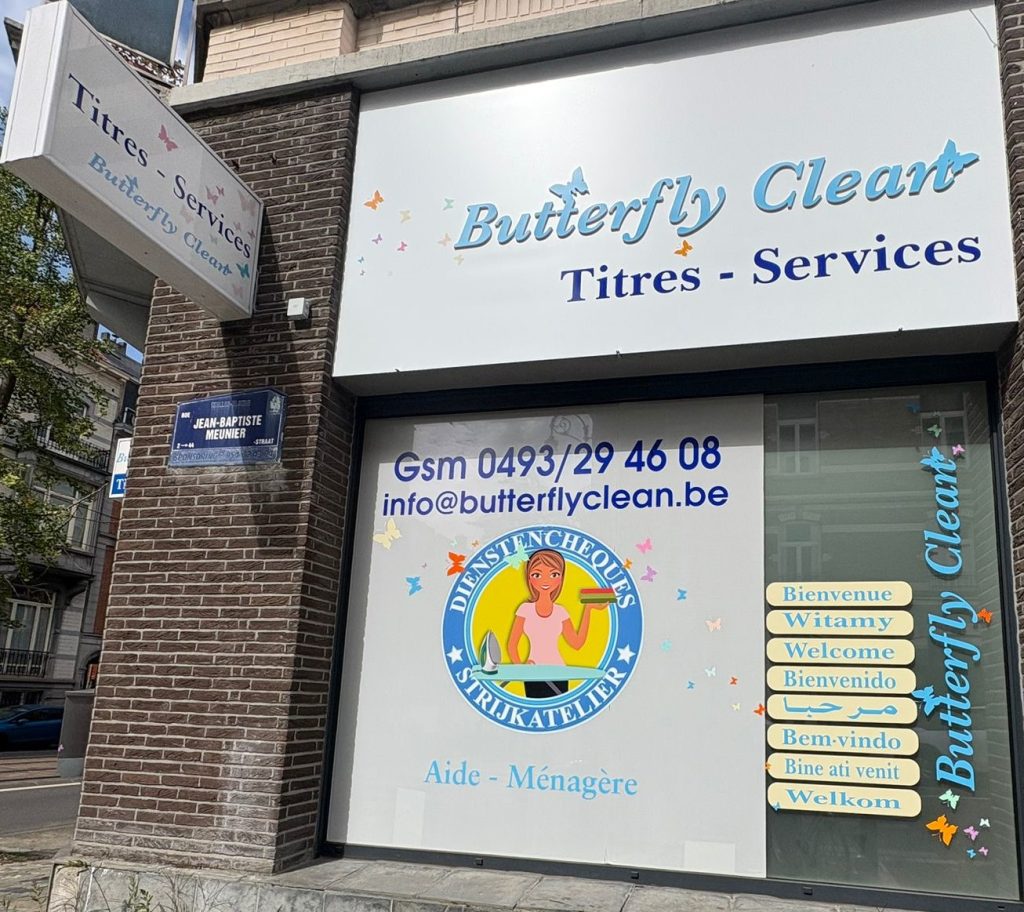 Titres - Services
Butterfly Clean
Butterfly Clean
Titres - Services
RUE
JEAN-BAPTISTE
MEUNIER
2 → 44
-STRAAT
Gsm 0493/29 46 08
info@butterflyclean.be
DIENSTENCHEQUES
STRIJKATELIER
Aide - Ménagère
Bienvenue
Witamy
Welcome
Bienvenido
مرحبا
Bem-vindo
Bine ati venit
Welkom
Butterfly Clean